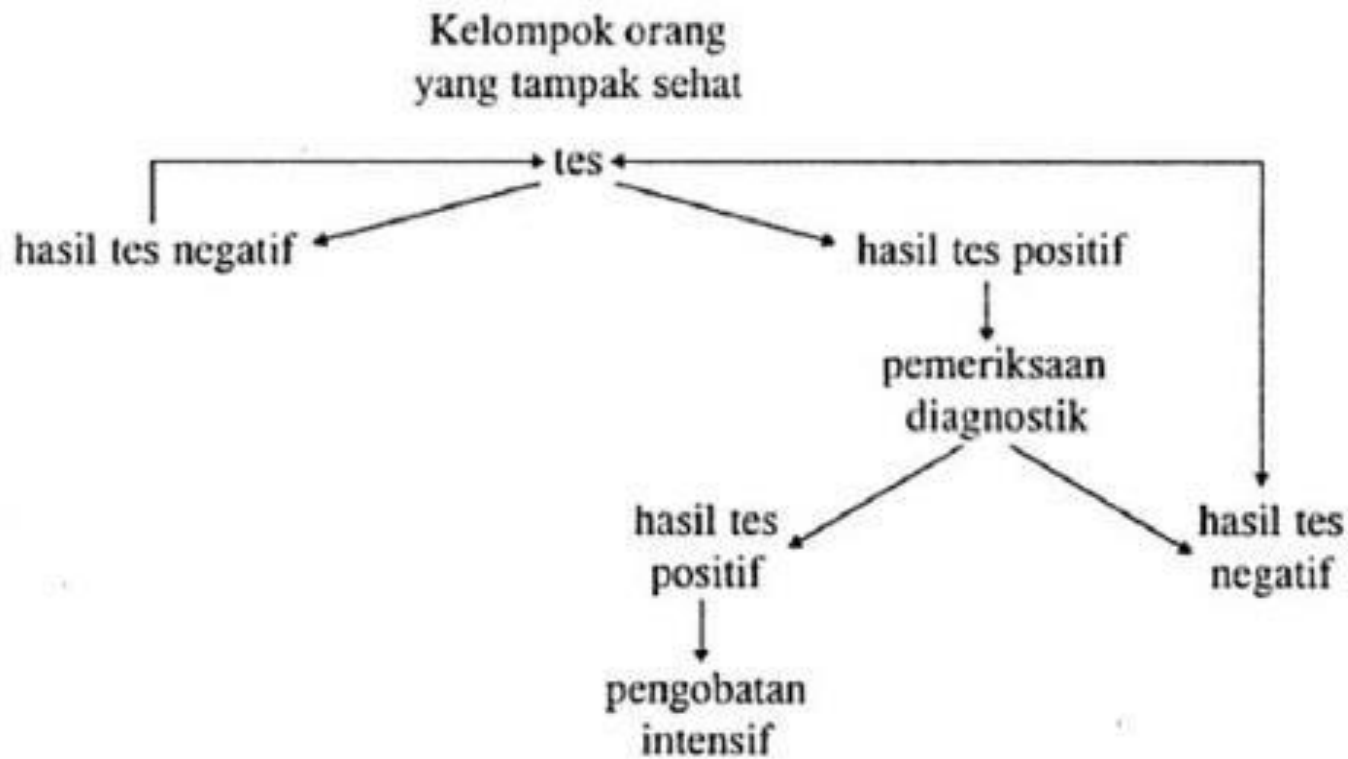 Kelompok orang
yang tampak sehat
tes
hasil tes negatif
hasil tes positif
pemeriksaan
diagnostik
hasil tes
positif
hasil tes
negatif
pengobatan
intensif